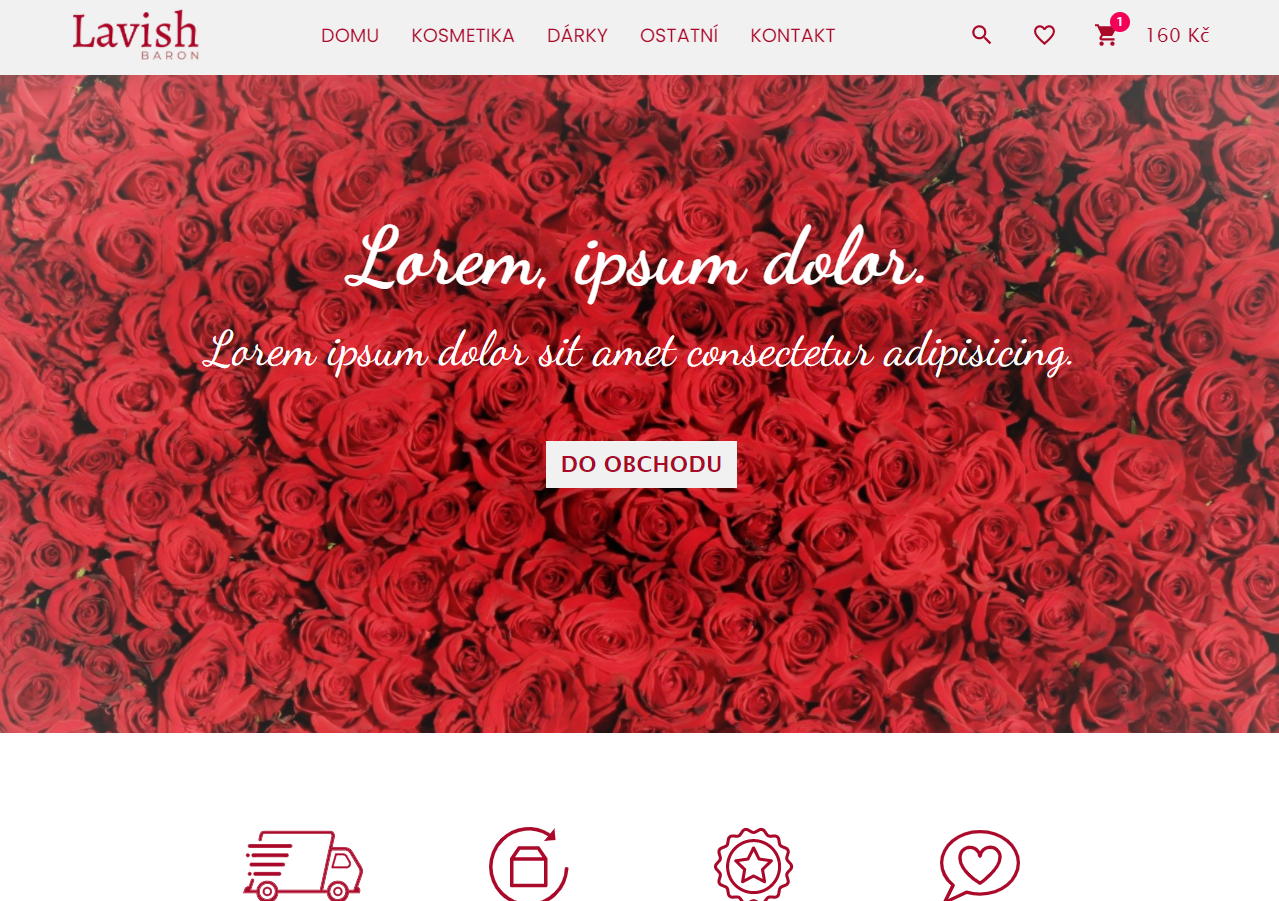 Lavish
BARON
DOMU KOSMETIKA DÁRKY OSTATNÍ KONTAKT
1
160 Kč
Lorem, ipsum dolor.
Lorem ipsum dolor sit amet consectetur adipisicing.
DO OBCHODU